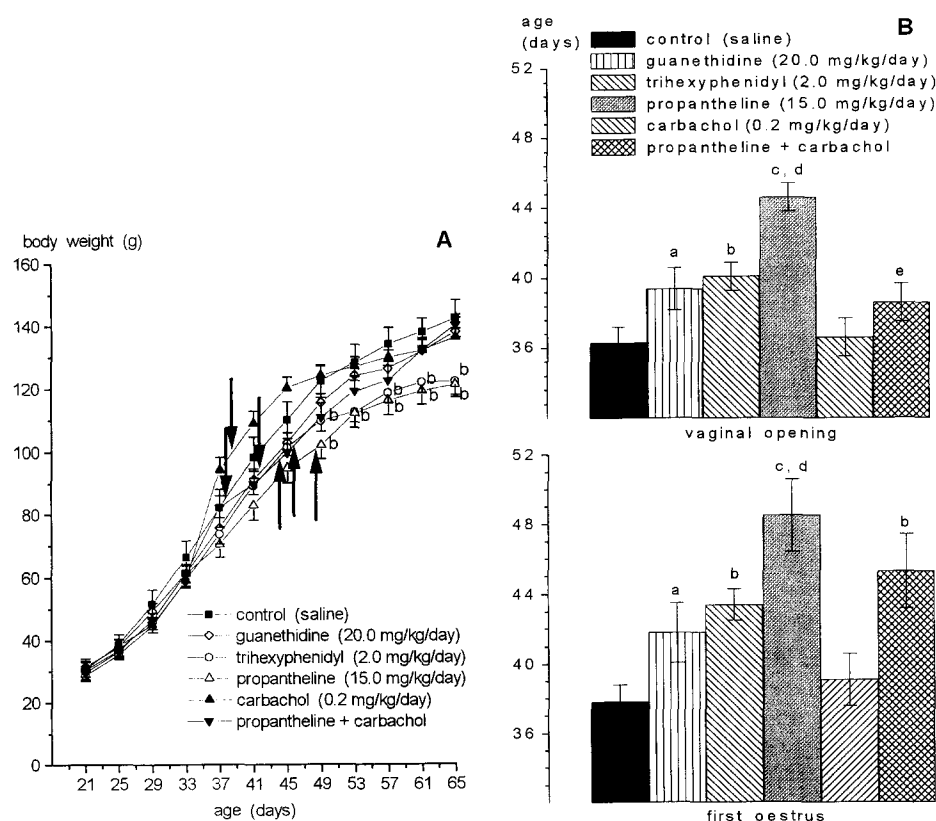 body weight (g)
A
160
140
120
100
80
60
40
20
0
b
b
b
b
b
b
b
b
b
b
control (saline)
guanethidine (20.0 mg/kg/day)
trihexyphenidyl (2.0 mg/kg/day)
propantheline (15.0 mg/kg/day)
carbachol (0.2 mg/kg/day)
propantheline + carbachol
21 25 29 33 37 41 45 49 53 57 61 65
age (days)
age
(days)
B
control (saline)
guanethidine (20.0 mg/kg/day)
trihexyphenidyl (2.0 mg/kg/day)
propantheline (15.0 mg/kg/day)
carbachol (0.2 mg/kg/day)
propantheline + carbachol
52
48
44
40
36
a
b
c, d
e
vaginal opening
52
48
44
40
36
a
b
c, d
b
first oestrus